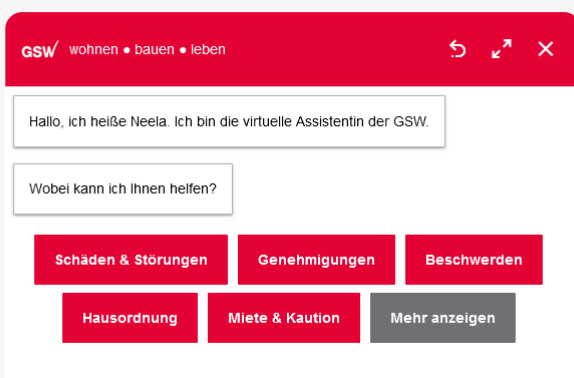 GSW wohnen ● bauen ● leben
Hallo, ich heiße Neela. Ich bin die virtuelle Assistentin der GSW.
Wobei kann ich Ihnen helfen?
Schäden & Störungen Genehmigungen Beschwerden
Hausordnung Miete & Kaution Mehr anzeigen